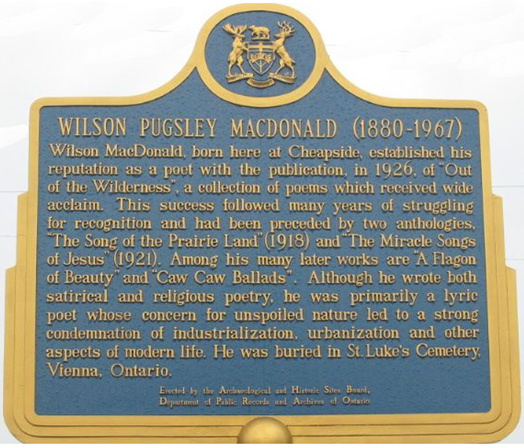 WILSON PUGSLEY MACDONALD (1880-1967)
Wilson MacDonald, born here at Cheapside, established his
reputation as a poet with the publication, in 1926, of "Out
of the Wilderness", a collection of poems which received wide
acclaim. This success followed many years of struggling
for recognition and had been preceded by two anthologies,
"The Song of the Prairie Land" (1918) and "The Miracle Songs
of Jesus" (1921). Among his many later works are "A Flagon
of Beauty" and "Caw Caw Ballads". Although he wrote both
satirical and religious poetry, he was primarily a lyric
poet whose concern for unspoiled nature led to a strong
condemnation of industrialization, urbanization and other
aspects of modern life. He was buried in St. Luke's Cemetery,
Vienna, Ontario.
Erected by the Archaeological and Historic Sites Board,
Department of Public Records and Archives of Ontario